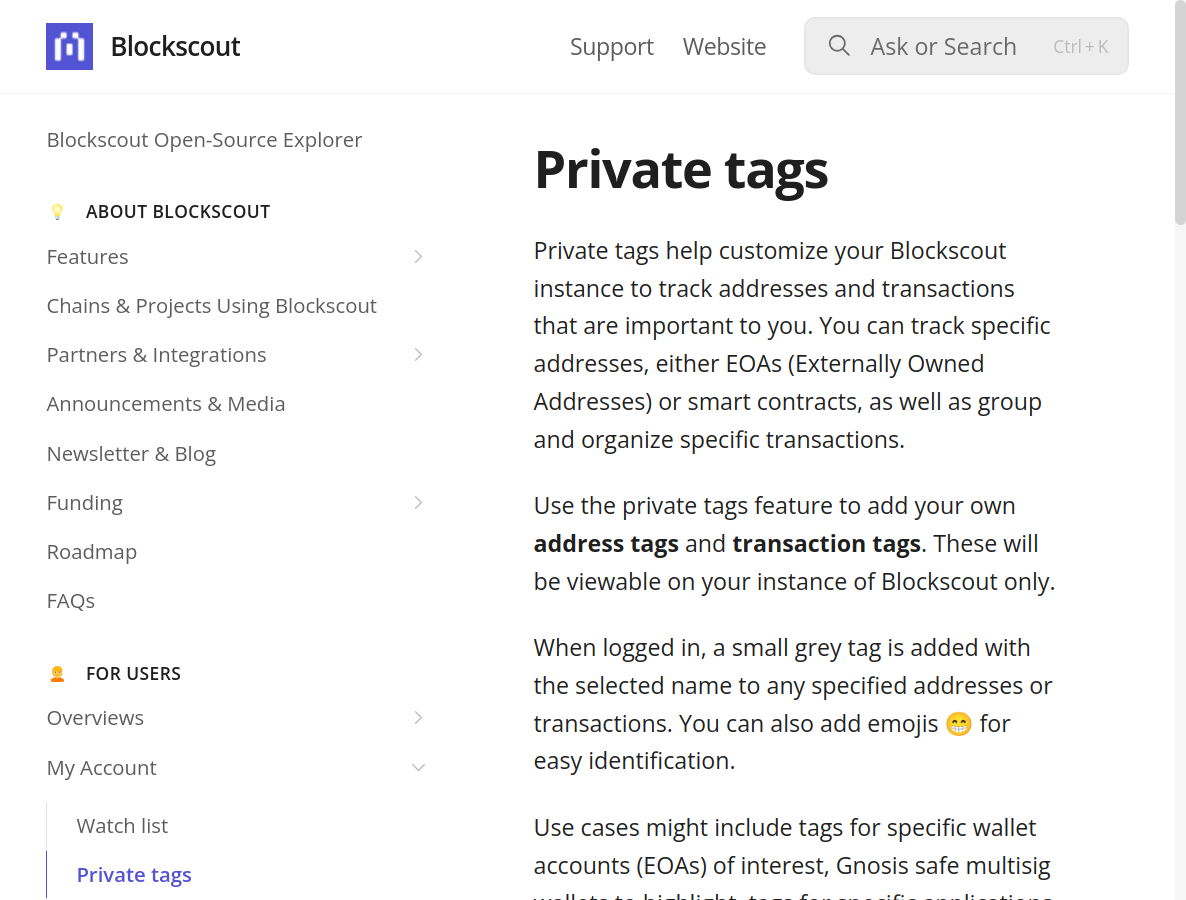 Blockscout
Support
Website
Ask or Search
Ctrl + K
Blockscout Open-Source Explorer
ABOUT BLOCKSCOUT
Features
Chains & Projects Using Blockscout
Partners & Integrations
Announcements & Media
Newsletter & Blog
Funding
Roadmap
FAQs
FOR USERS
Overviews
My Account
Watch list
Private tags
Private tags
Private tags help customize your Blockscout
instance to track addresses and transactions
that are important to you. You can track specific
addresses, either EOAs (Externally Owned
Addresses) or smart contracts, as well as group
and organize specific transactions.
Use the private tags feature to add your own
address tags and transaction tags. These will
be viewable on your instance of Blockscout only.
When logged in, a small grey tag is added with
the selected name to any specified addresses or
transactions. You can also add emojis 😁 for
easy identification.
Use cases might include tags for specific wallet
accounts (EOAs) of interest, Gnosis safe multisig
wallets to highlight, tags for specific applications